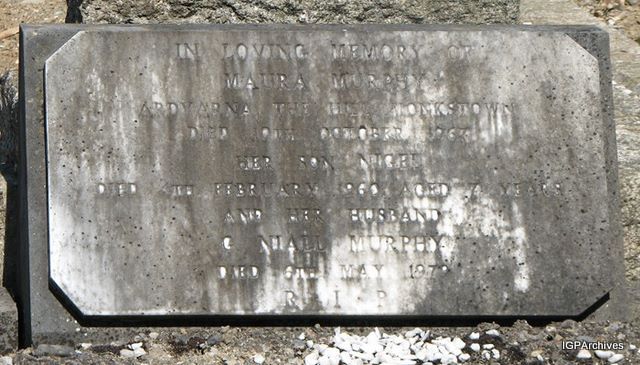 IN LOVING MEMORY OF
MAURA MURPHY
ARDVARNA THE HILL MONKSTOWN
DIED OCTOBER
HER SON NIGEL
DIED FEBRUARY AGED YEARS
AND HER HUSBAND
G NIALL MURPHY
DIED 6TH MAY 1979
R I P
IGPArchives